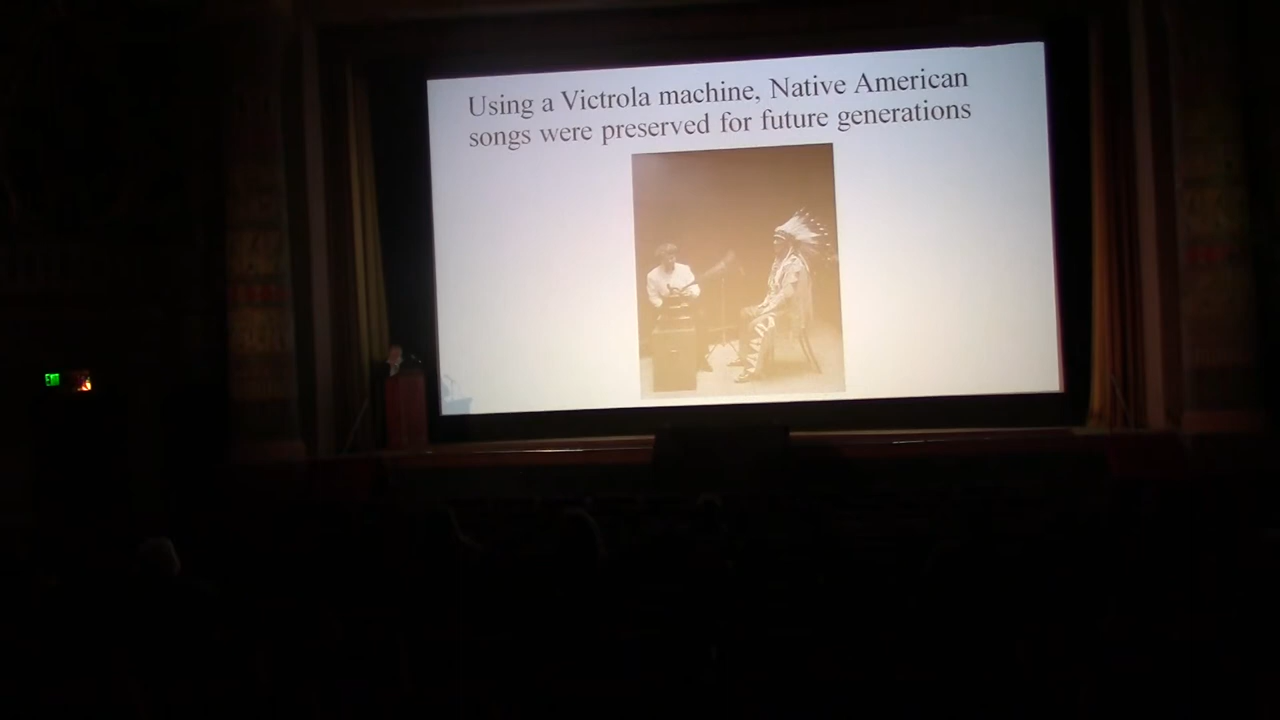 Using a Victrola machine, Native American
songs were preserved for future generations